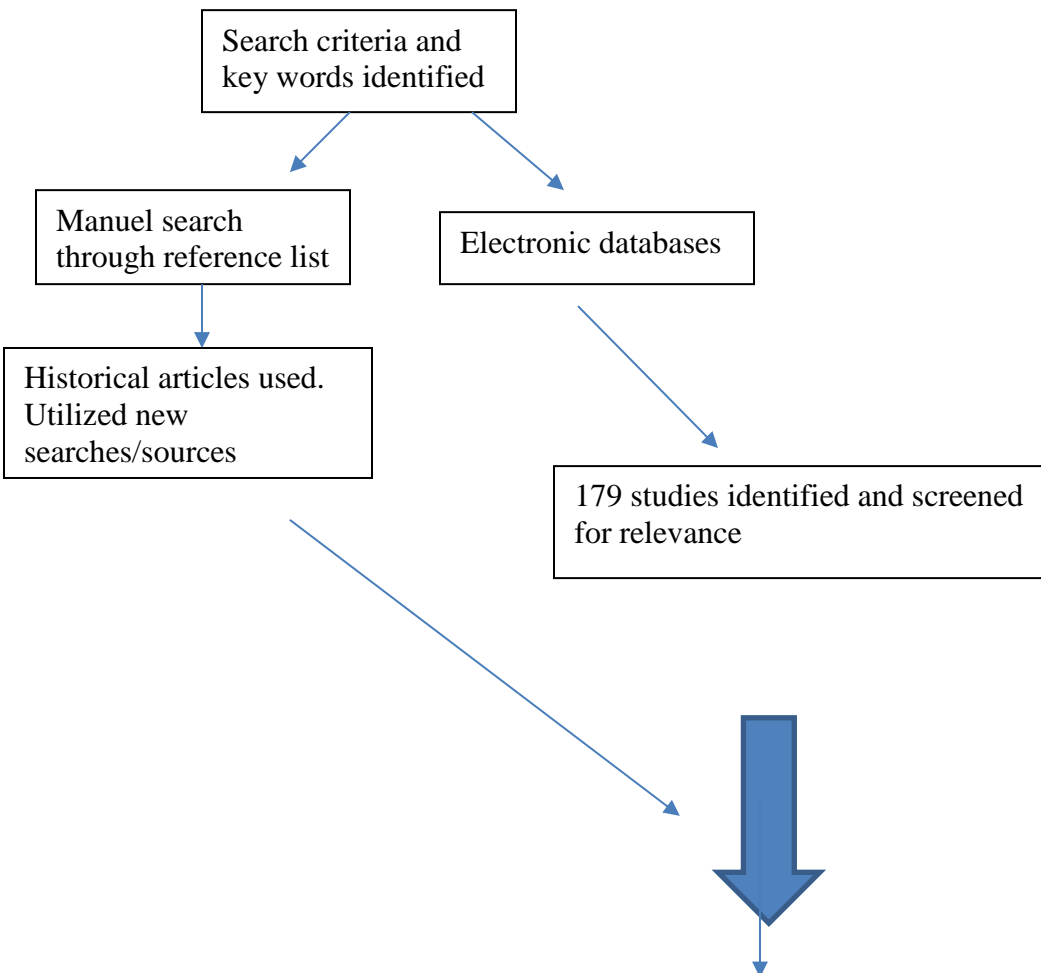 Search criteria and
key words identified
Manuel search
through reference list
Electronic databases
Historical articles used.
Utilized new
searches/sources
179 studies identified and screened
for relevance